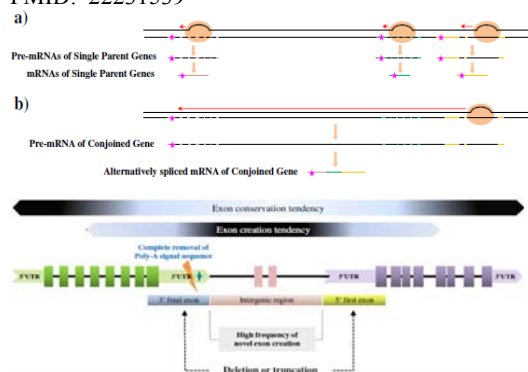 PMID: 22251539
a)
Pre-mRNAs of Single Parent Genes
mRNAs of Single Parent Genes
b)
Pre-mRNA of Conjoined Gene
Alternatively spliced mRNA of Conjoined Gene
Exon conservation tendency
Exon creation tendency
Complete removal of
Poly-A signal sequence
5'UTR 3'UTR 5'UTR 3'UTR
3' final exon Intergenic region 5' first exon
High frequency of
novel exon creation
Deletion or truncation